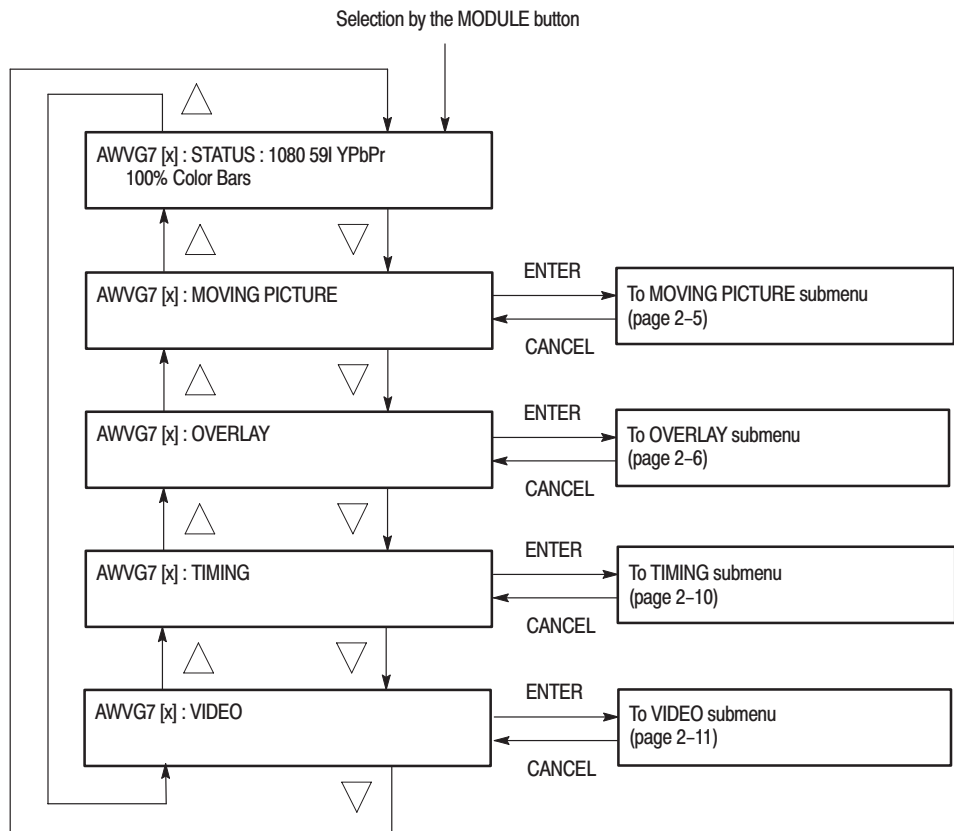 Selection by the MODULE button
AWVG7 [x] : STATUS : 1080 59I YPbPr
100% Color Bars
AWVG7 [x] : MOVING PICTURE
ENTER
CANCEL
To MOVING PICTURE submenu
(page 2–5)
AWVG7 [x] : OVERLAY
ENTER
CANCEL
To OVERLAY submenu
(page 2–6)
AWVG7 [x] : TIMING
ENTER
CANCEL
To TIMING submenu
(page 2–10)
AWVG7 [x] : VIDEO
ENTER
CANCEL
To VIDEO submenu
(page 2–11)